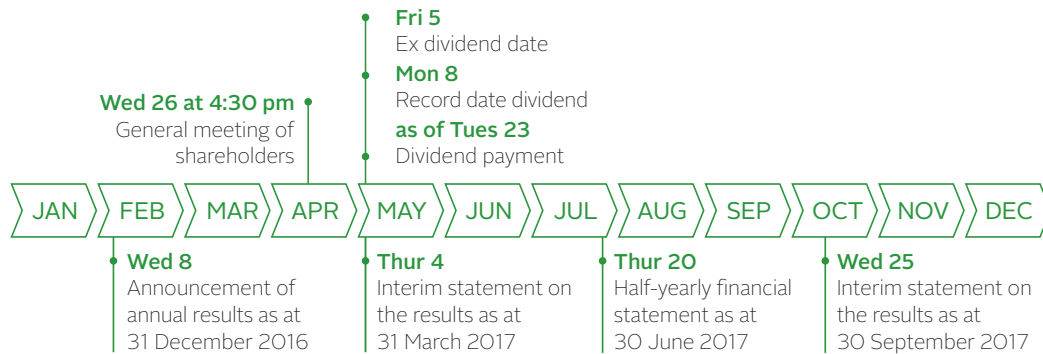 Fri 5
Ex dividend date
Mon 8
Record date dividend
as of Tues 23
Dividend payment
Wed 26 at 4:30 pm
General meeting of
shareholders
JAN FEB MAR APR MAY JUN JUL AUG SEP OCT NOV DEC
Wed 8
Announcement of
annual results as at
31 December 2016
Thur 4
Interim statement on
the results as at
31 March 2017
Thur 20
Half-yearly financial
statement as at
30 June 2017
Wed 25
Interim statement on
the results as at
30 September 2017